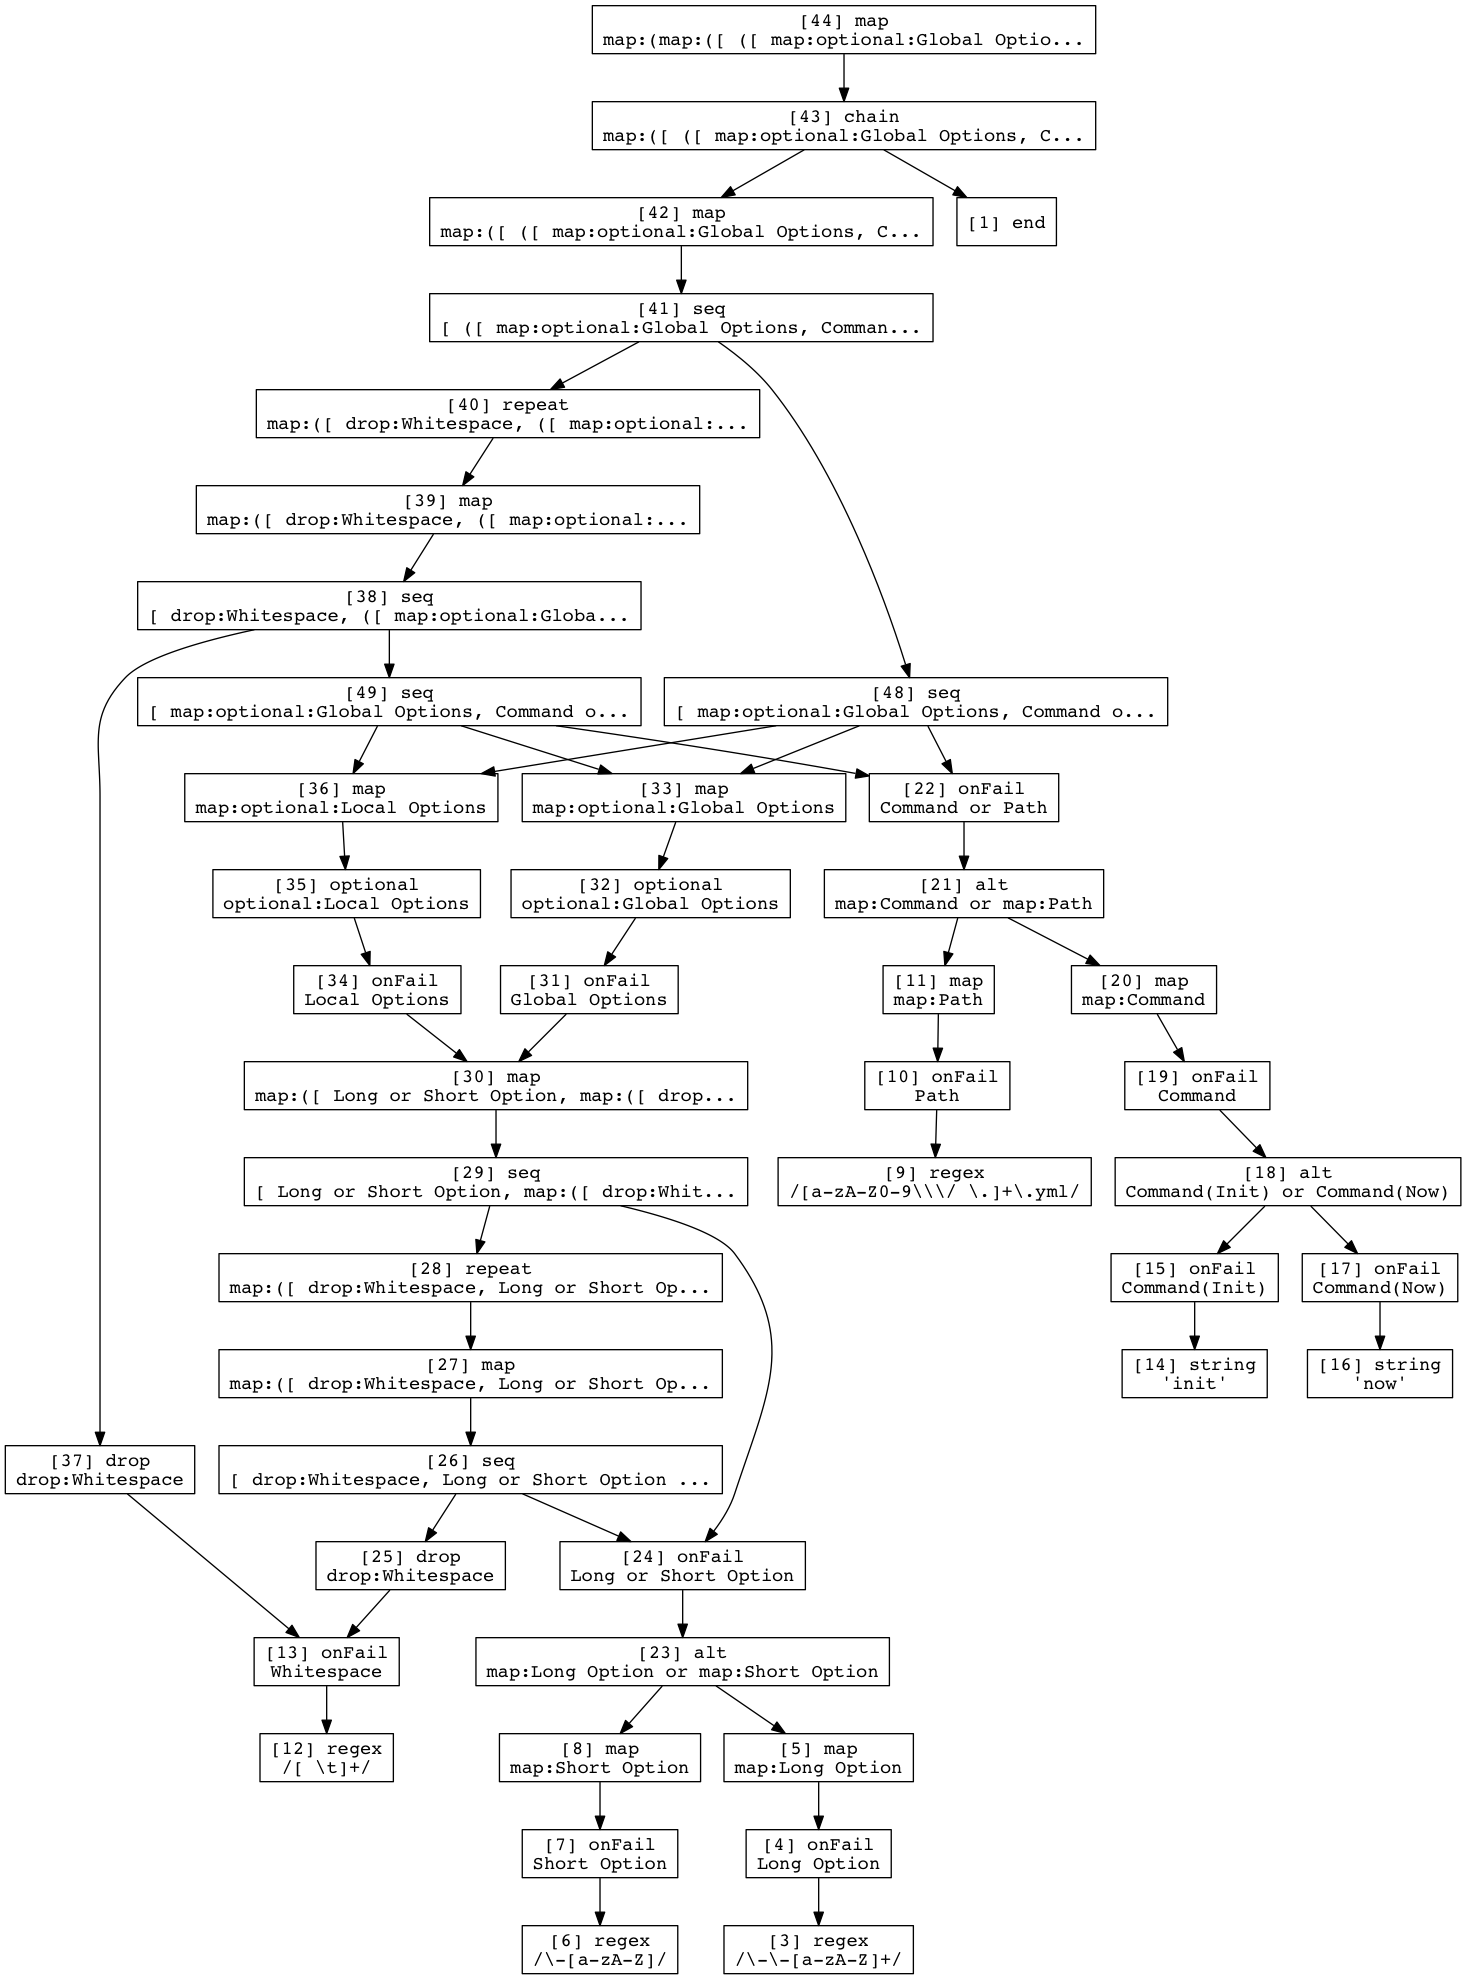 [44] map
map:(map:([ ([ map:optional:Global Optio...
[43] chain
map:([ ([ map:optional:Global Options, C...
[42] map
map:([ ([ map:optional:Global Options, C...
[1] end
[41] seq
[ ([ map:optional:Global Options, Comman...
[40] repeat
map:([ drop:Whitespace, ([ map:optional:...
[39] map
map:([ drop:Whitespace, ([ map:optional:...
[38] seq
[ drop:Whitespace, ([ map:optional:Globa...
[49] seq
[ map:optional:Global Options, Command o...
[48] seq
[ map:optional:Global Options, Command o...
[36] map
map:optional:Local Options
[33] map
map:optional:Global Options
[22] onFail
Command or Path
[35] optional
optional:Local Options
[32] optional
optional:Global Options
[21] alt
map:Command or map:Path
[34] onFail
Local Options
[31] onFail
Global Options
[11] map
map:Path
[20] map
map:Command
[30] map
map:([ Long or Short Option, map:([ drop...
[10] onFail
Path
[19] onFail
Command
[29] seq
[ Long or Short Option, map:([ drop:Whit...
[9] regex
/[a-zA-Z0-9\\\/ \.]+\.yml/
[18] alt
Command(Init) or Command(Now)
[28] repeat
map:([ drop:Whitespace, Long or Short Op...
[15] onFail
Command(Init)
[17] onFail
Command(Now)
[27] map
map:([ drop:Whitespace, Long or Short Op...
[14] string
'init'
[16] string
'now'
[37] drop
drop:Whitespace
[26] seq
[ drop:Whitespace, Long or Short Option ...
[25] drop
drop:Whitespace
[24] onFail
Long or Short Option
[13] onFail
Whitespace
[23] alt
map:Long Option or map:Short Option
[12] regex
/[ \t]+/
[8] map
map:Short Option
[5] map
map:Long Option
[7] onFail
Short Option
[4] onFail
Long Option
[6] regex
/\-[a-zA-Z]/
[3] regex
/\-\-[a-zA-Z]+/